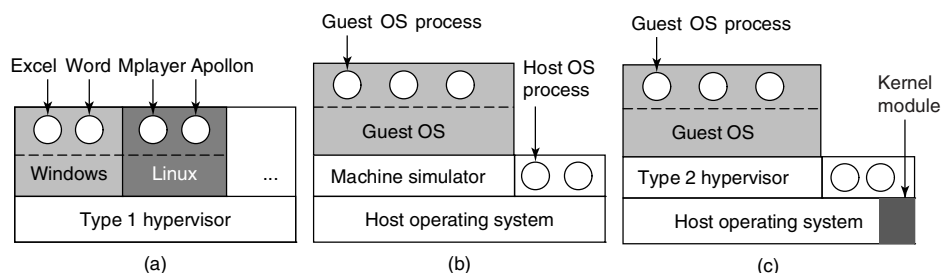 Excel Word Mplayer Apollon
Windows
Linux
...
Type 1 hypervisor
(a)
Guest OS process
Host OS
process
Guest OS
Machine simulator
Host operating system
(b)
Guest OS process
Kernel
module
Guest OS
Type 2 hypervisor
Host operating system
(c)